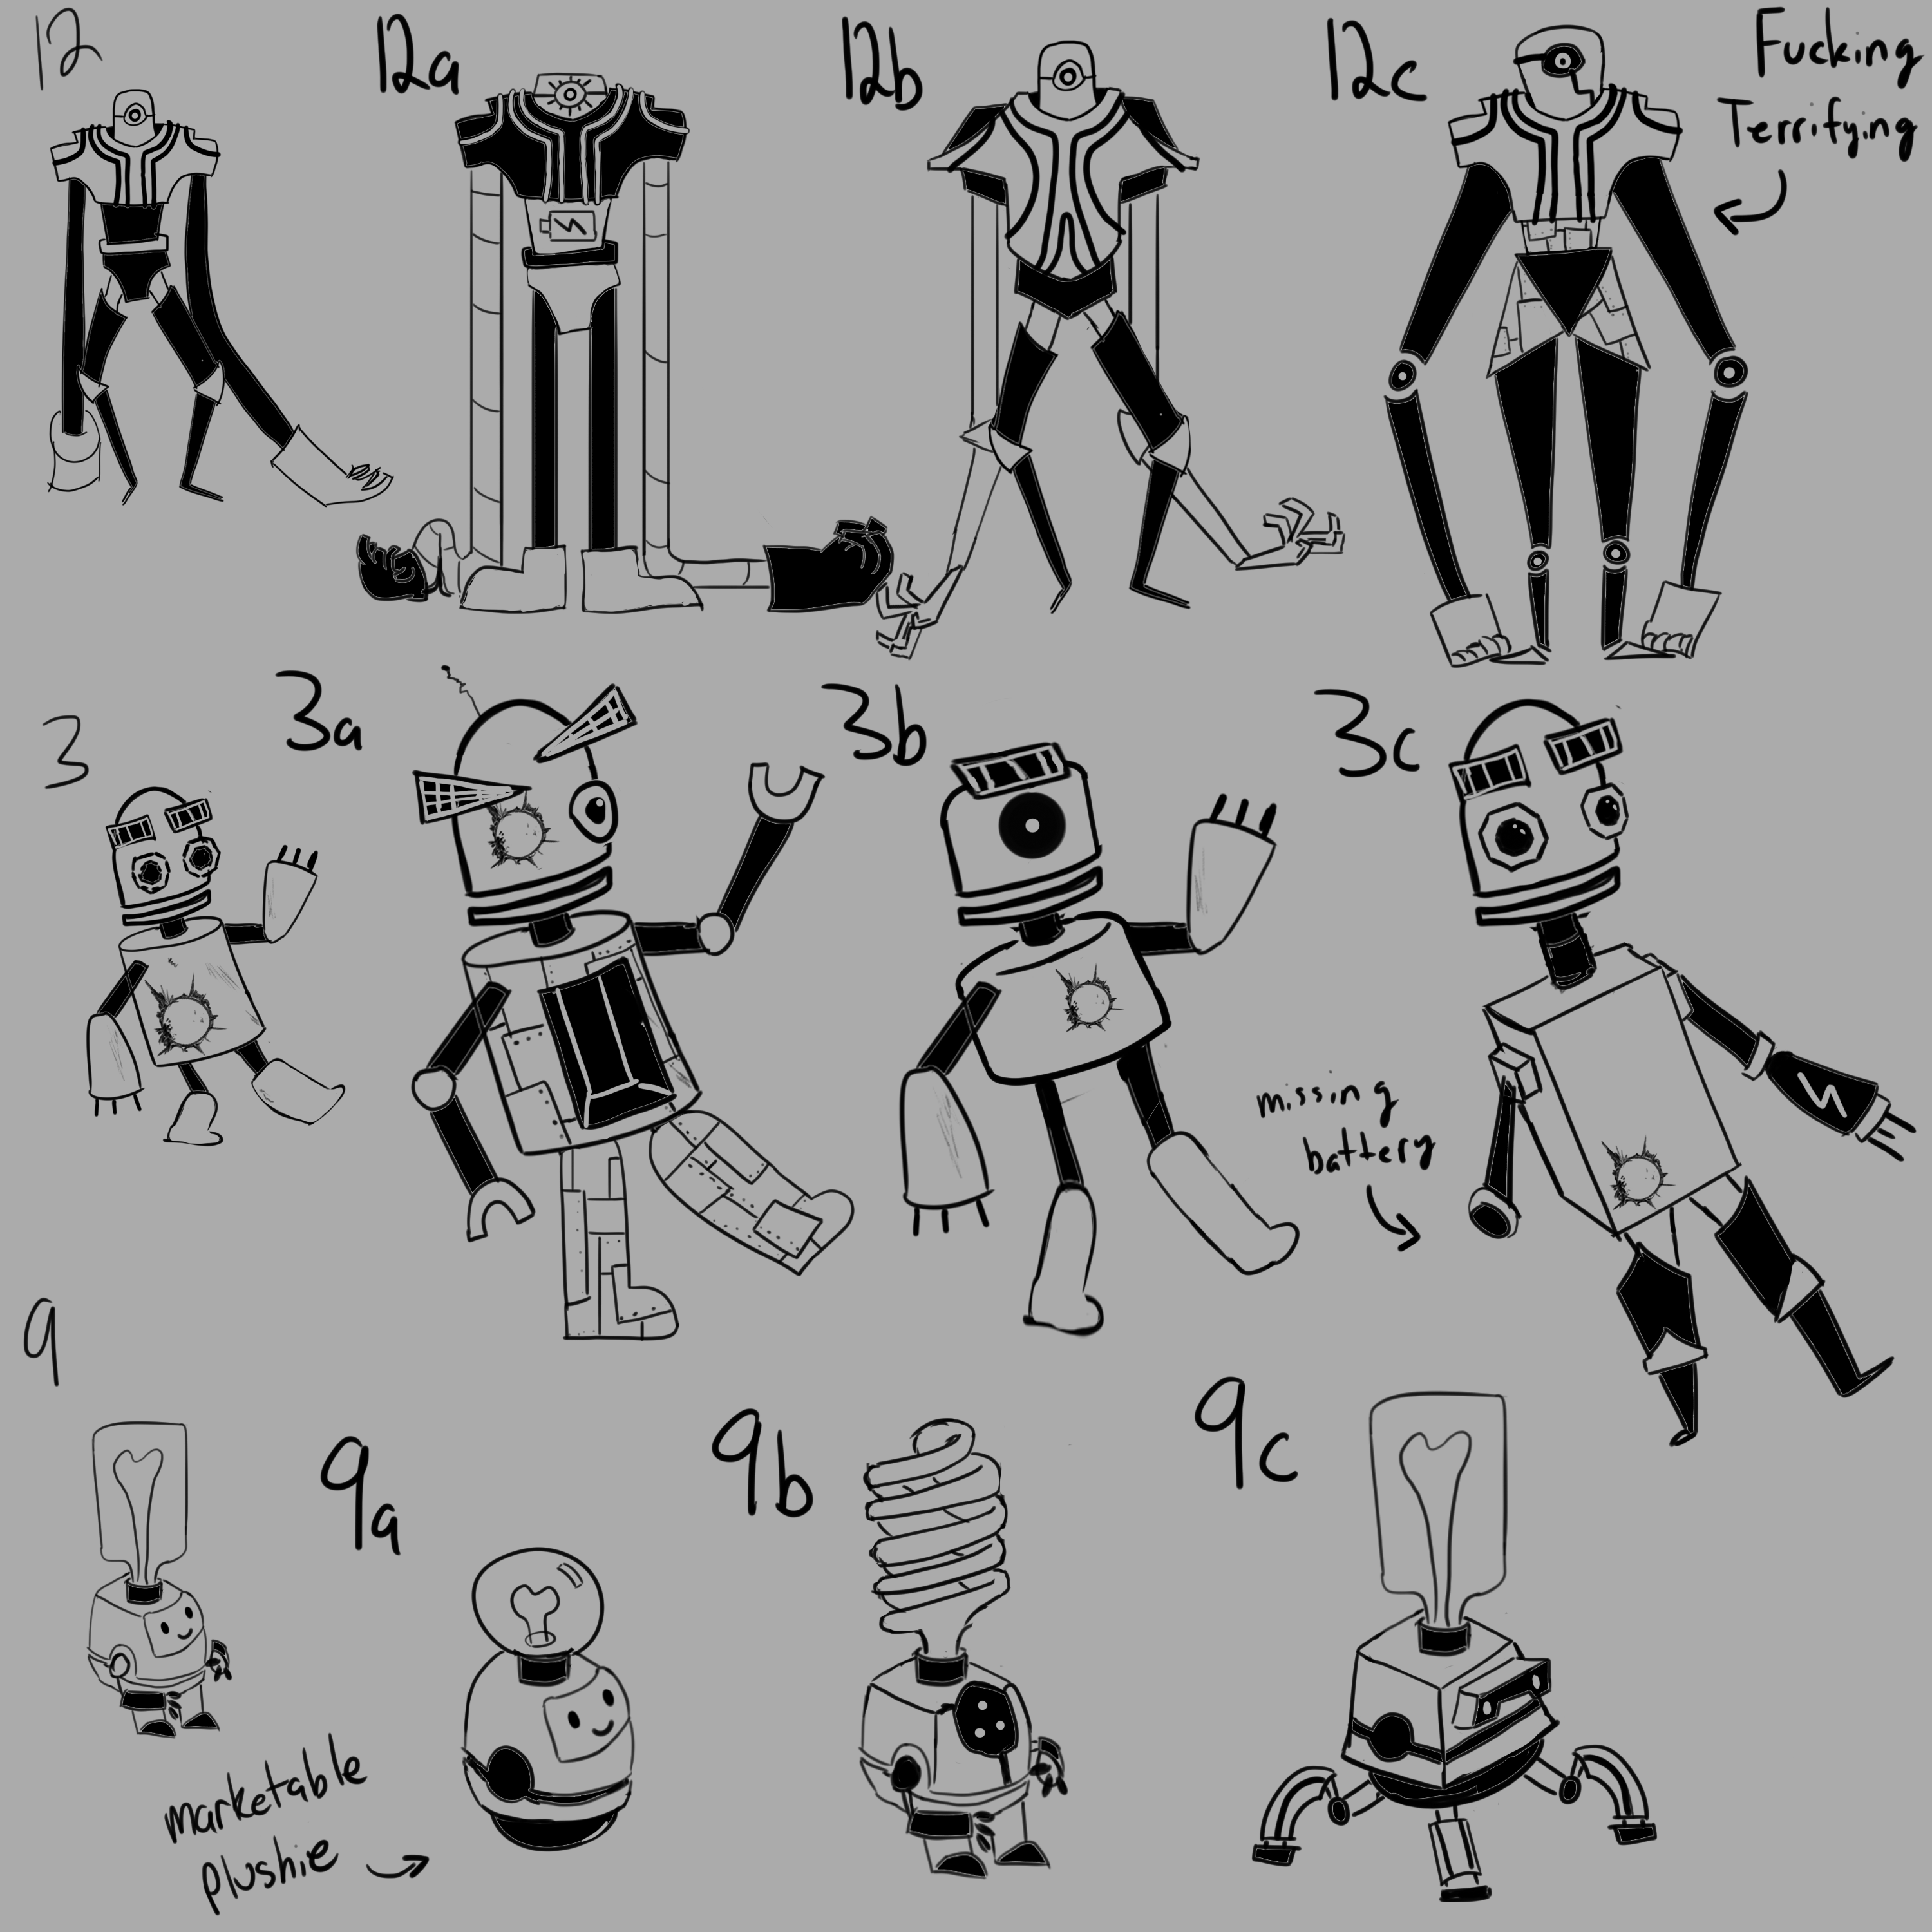 12
12a
12b
12c
Fucking
Terrifying
3
3a
3b
3c
missing
battery
9
9a
9b
9c
marketable
plushie